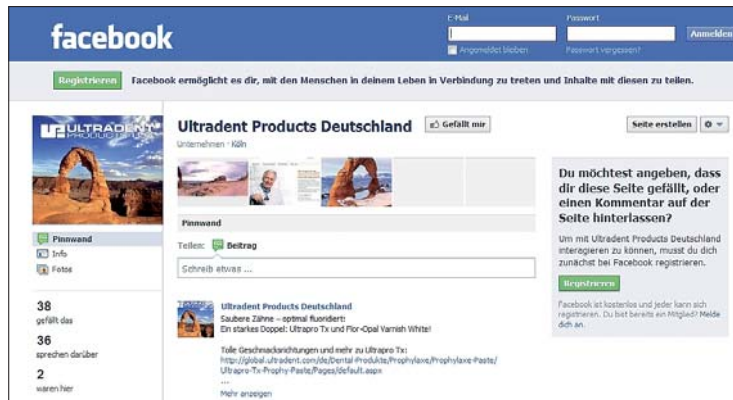 facebook
E-Mail
Passwort
Anmelden
Angemeldet bleiben
Passwort vergessen?
Registrieren
Facebook ermöglicht es dir, mit den Menschen in deinem Leben in Verbindung zu treten und Inhalte mit diesen zu teilen.
ULTRADENT
Ultradent Products Deutschland
Gefällt mir
Seite erstellen
Unternehmen · Köln
Pinnwand
Info
Fotos
38
gefällt das
36
sprechen darüber
2
waren hier
Pinnwand
Teilen: Beitrag
Schreib etwas ...
Ultradent Products Deutschland
Saubere Zähne – optimal fluoridiert:
Ein starkes Doppel: Ultrapro Tx und Flor-Opal Varnish White!
Tolle Geschmackrichtungen und mehr zu Ultrapro Tx:
http://global.ultradent.com/de/Dental-Produkte/Prophylaxe/Prophylaxe-Paste/
Ultrapro-Tx-Prophy-Paste/Pages/default.aspx
...
Mehr anzeigen
Du möchtest angeben, dass
dir diese Seite gefällt, oder
einen Kommentar auf der
Seite hinterlassen?
Um mit Ultradent Products Deutschland
interagieren zu können, musst du dich
zunächst bei Facebook registrieren.
Registrieren
Facebook ist kostenlos und jeder kann sich
registrieren. Du bist bereits ein Mitglied? Melde
dich an.